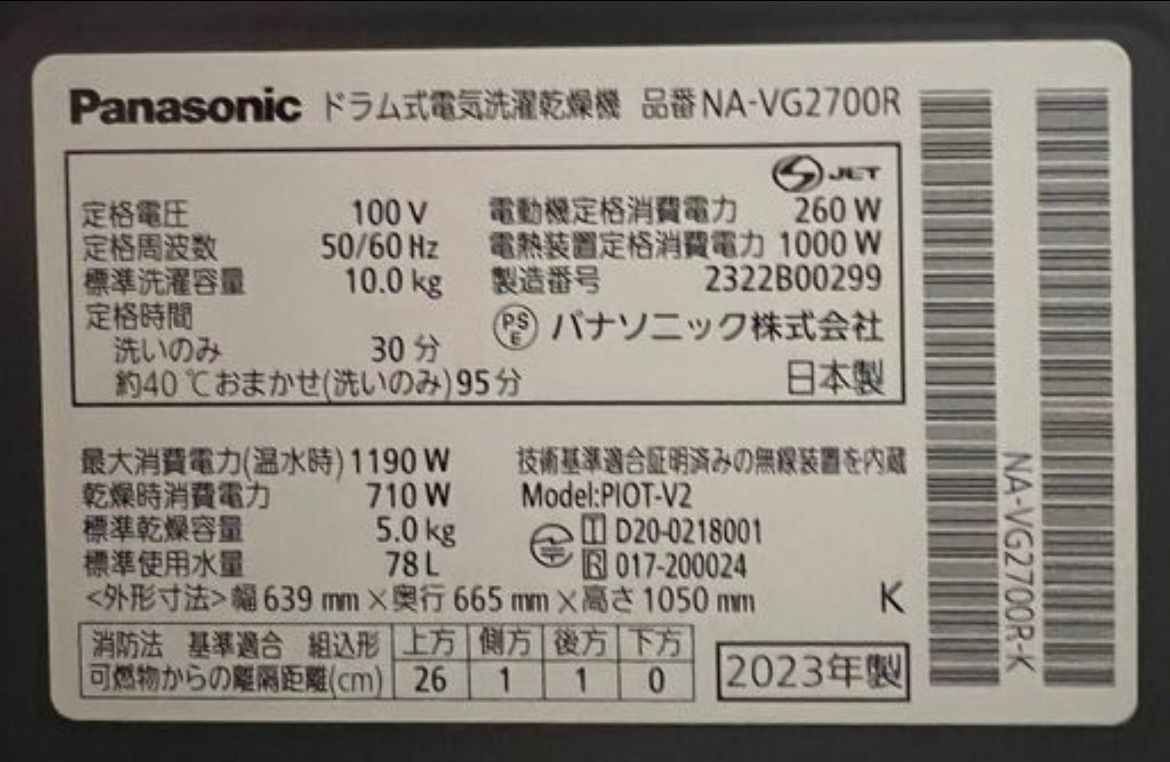 Panasonic ドラム式電気洗濯乾燥機 品番 NA-VG2700R
JET
定格電圧 100 V 電動機定格消費電力 260 W
定格周波数 50/60 Hz 電熱装置定格消費電力 1000 W
標準洗濯容量 10.0 kg 製造番号 2322B00299
定格時間
PS E パナソニック株式会社
洗いのみ 30 分
約40 ℃おまかせ(洗いのみ) 95 分 日本製
最大消費電力(温水時) 1190 W 技術基準適合証明済みの無線装置を内蔵
乾燥時消費電力 710 W Model:PIOT-V2
標準乾燥容量 5.0 kg T D20-0218001
標準使用水量 78 L R 017-200024
<外形寸法> 幅 639 mm × 奥行 665 mm × 高さ 1050 mm K
消防法 基準適合 組込形 上方 側方 後方 下方
可燃物からの離隔距離(cm) 26 1 1 0
2023年製
NA-VG2700R-K